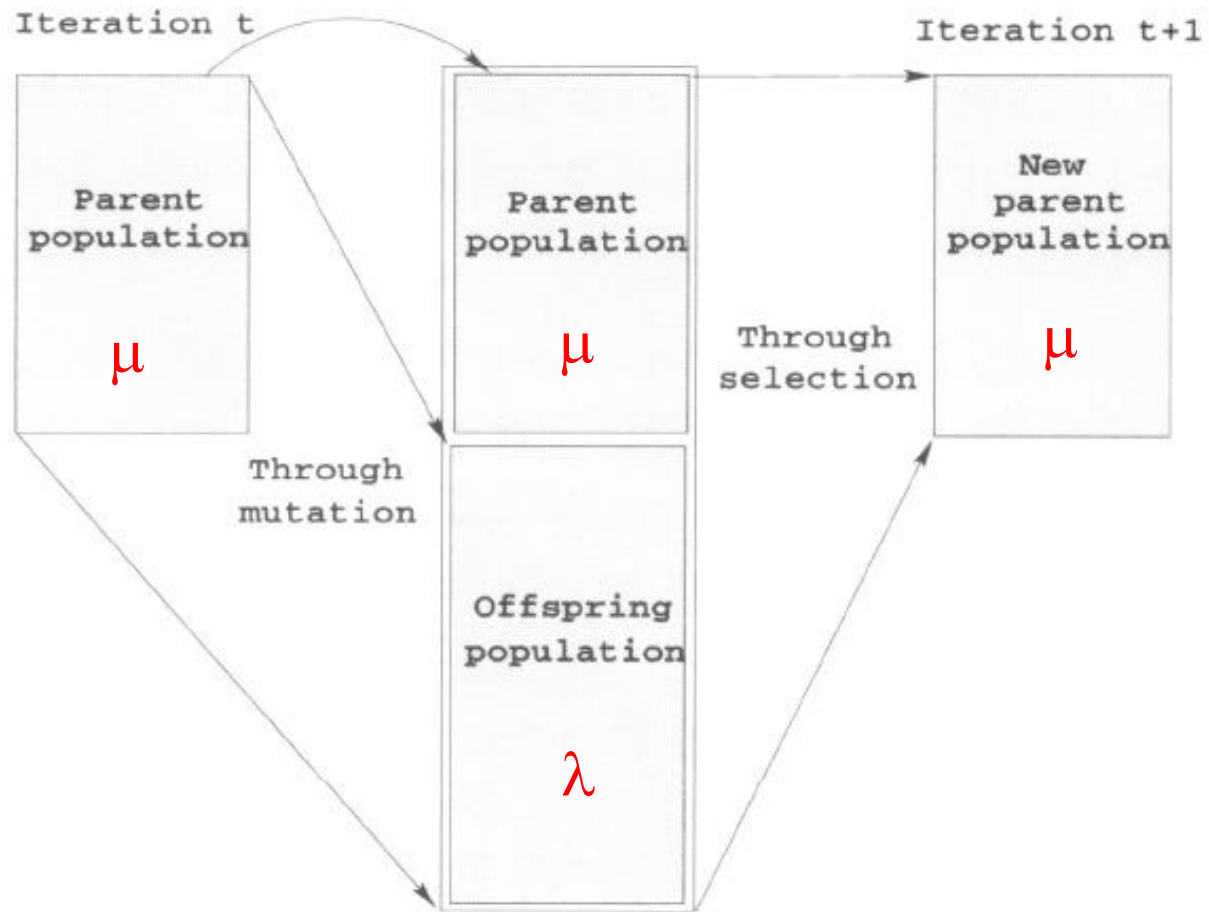 Iteration t
Iteration t+1
Parent
population
μ
Parent
population
μ
New
parent
population
μ
Through
selection
Through
mutation
Offspring
population
λ